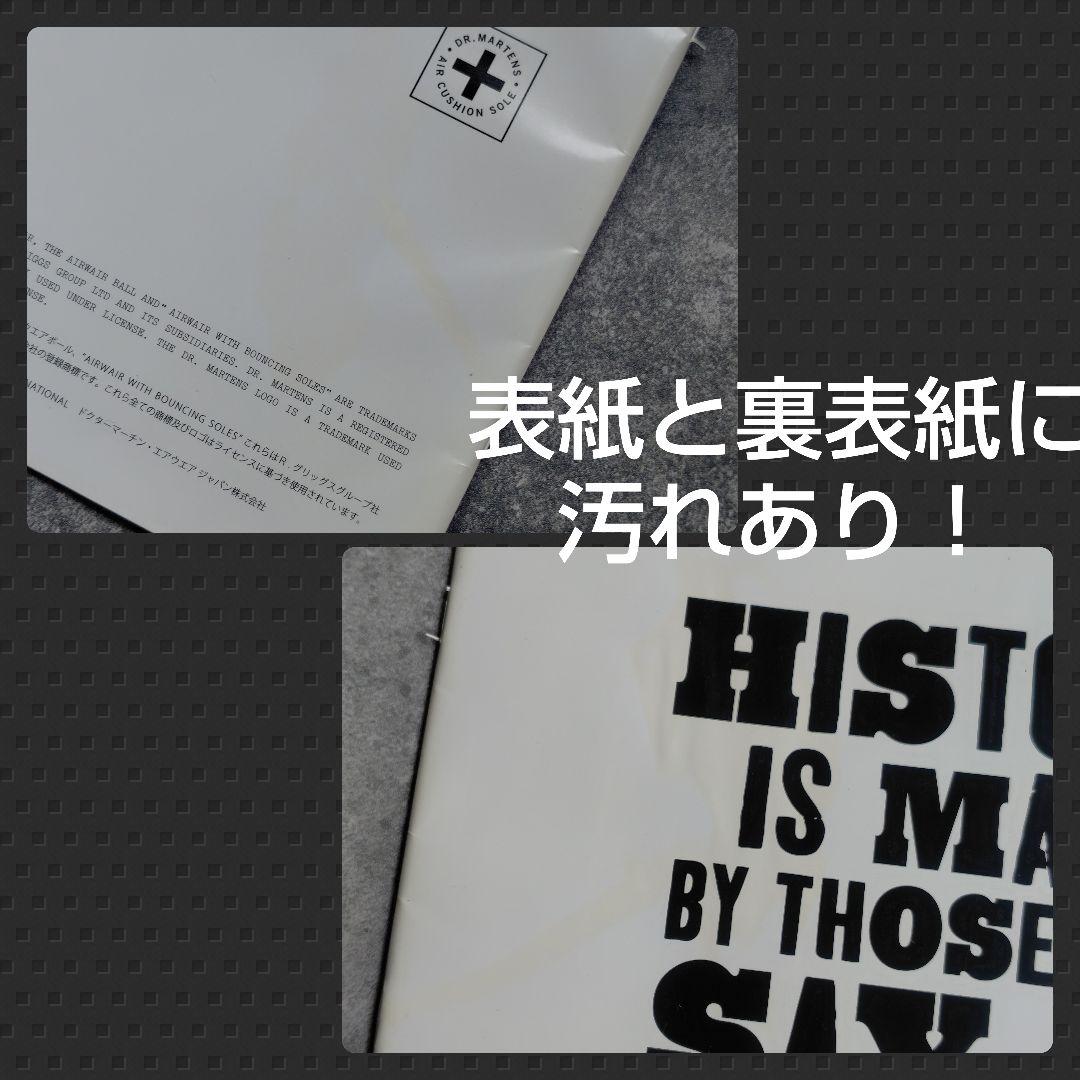 DR.MARTENS
AIR CUSHION SOLE
THE AIRWAIR BALL AND" AIRWAIR WITH BOUNCING SOLES" ARE TRADEMARKS
IGGS GROUP LTD AND ITS SUBSIDIARIES. DR. MARTENS IS A REGISTERED
USED UNDER LICENSE. THE DR. MARTENS LOGO IS A TRADEMARK USED
NSE.
ウエアボール、"AIRWAIR WITH BOUNCING SOLES" これらはR.グリッグスグループ社
会社の登録商標です。これら全ての商標及びロゴはライセンスに基づき使用されています。
NATIONAL ドクターマーチン・エアウエア ジャパン株式会社
表紙と裏表紙に
汚れあり！
HISTO
IS MA
BY THOSE
SAY